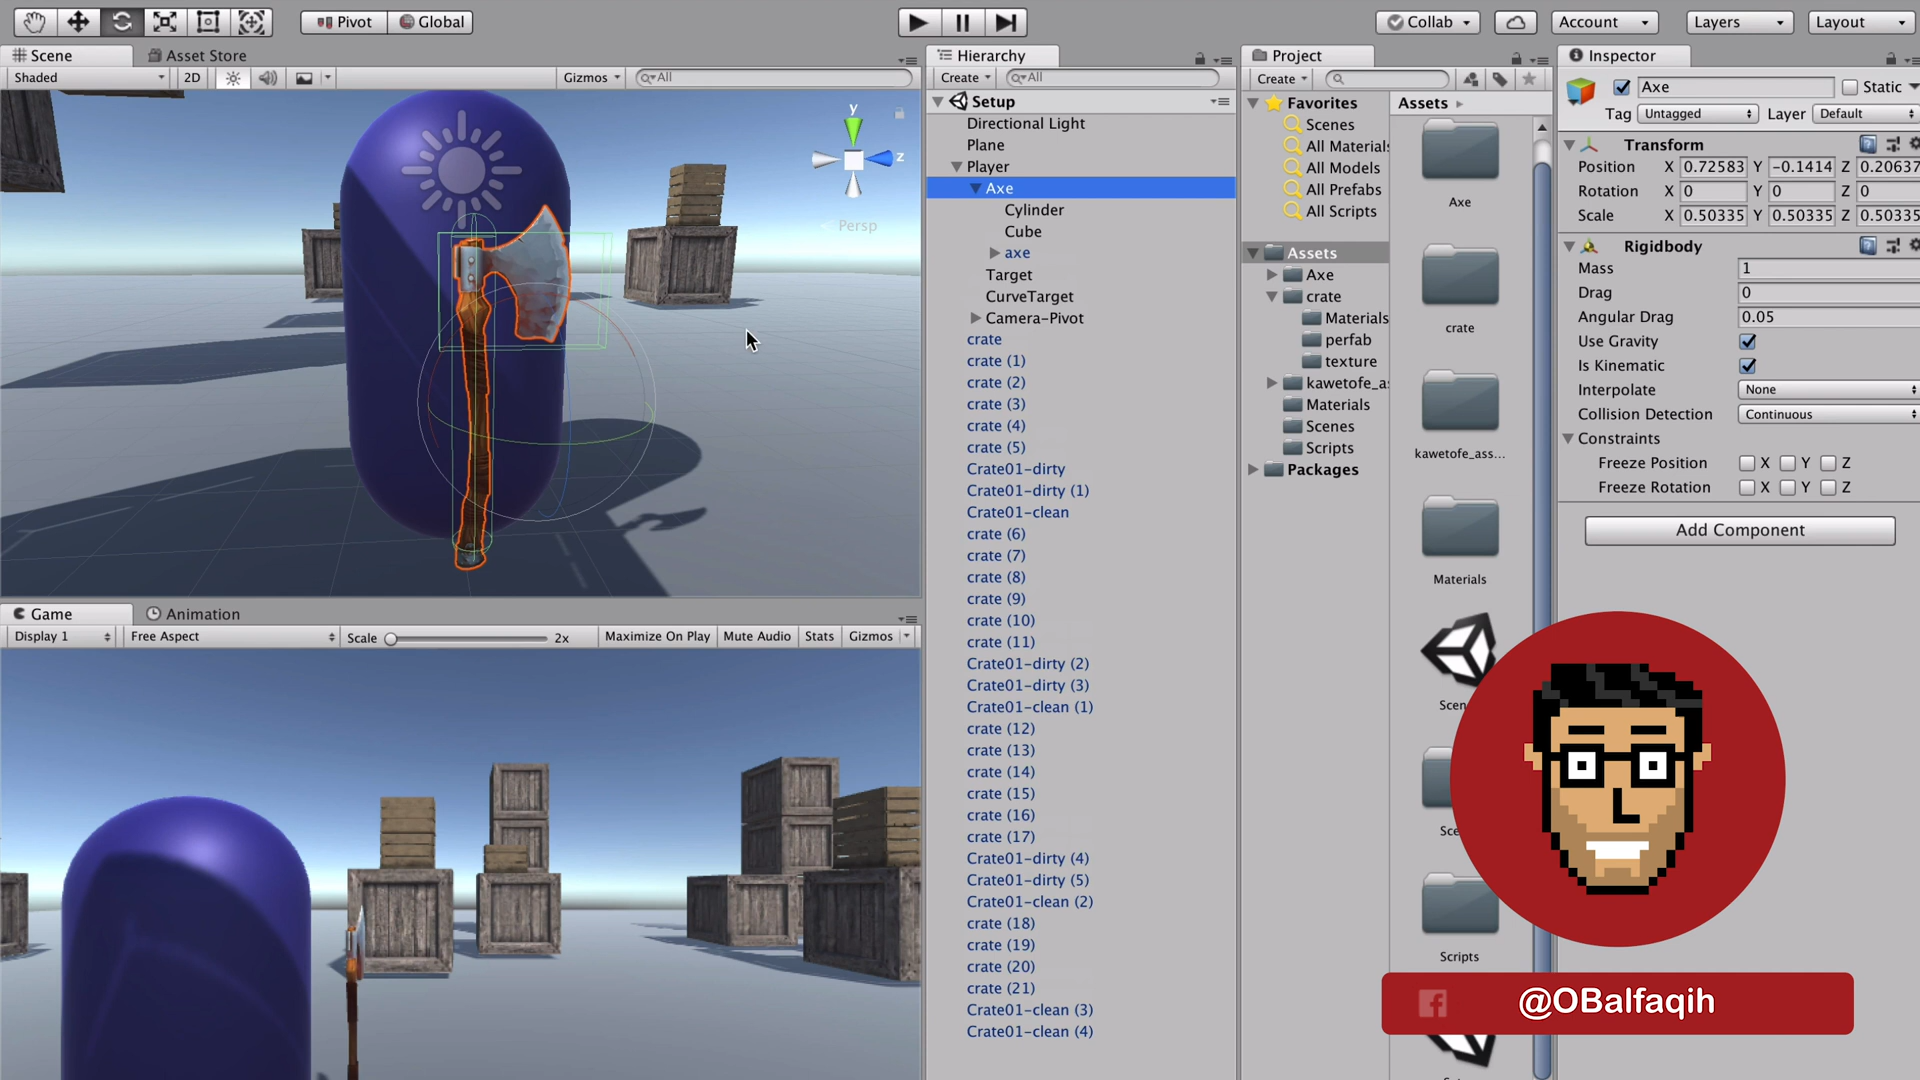 Pivot
Global
Collab
Account
Layers
Layout
Scene
Asset Store
Shaded
2D
Gizmos
All
y
z
Persp
Game
Animation
Display 1
Free Aspect
Scale
2x
Maximize On Play
Mute Audio
Stats
Gizmos
Hierarchy
Create
All
Setup
Directional Light
Plane
Player
Axe
Cylinder
Cube
axe
Target
CurveTarget
Camera-Pivot
crate
crate (1)
crate (2)
crate (3)
crate (4)
crate (5)
Crate01-dirty
Crate01-dirty (1)
Crate01-clean
crate (6)
crate (7)
crate (8)
crate (9)
crate (10)
crate (11)
Crate01-dirty (2)
Crate01-dirty (3)
Crate01-clean (1)
crate (12)
crate (13)
crate (14)
crate (15)
crate (16)
crate (17)
Crate01-dirty (4)
Crate01-dirty (5)
Crate01-clean (2)
crate (18)
crate (19)
crate (20)
crate (21)
Crate01-clean (3)
Crate01-clean (4)
Project
Create
Favorites
Scenes
All Materials
All Models
All Prefabs
All Scripts
Assets
Axe
crate
Materials
perfab
texture
kawetofe_as
Materials
Scenes
Scripts
Packages
Assets
Axe
crate
kawetofe_ass...
Materials
Scen
Sce
Scripts
Inspector
Axe
Static
Tag Untagged Layer Default
Transform
Position X 0.72583 Y -0.1414 Z 0.20637
Rotation X 0 Y 0 Z 0
Scale X 0.50335 Y 0.50335 Z 0.50335
Rigidbody
Mass 1
Drag 0
Angular Drag 0.05
Use Gravity
Is Kinematic
Interpolate None
Collision Detection Continuous
Constraints
Freeze Position X Y Z
Freeze Rotation X Y Z
Add Component
@OBalfaqih